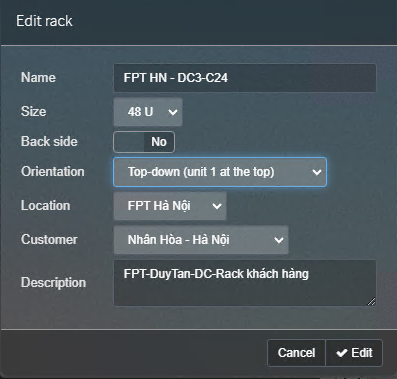 Edit rack
Name FPT HN - DC3-C24
Size 48 U
Back side No
Orientation Top-down (unit 1 at the top)
Location FPT Hà Nội
Customer Nhân Hòa - Hà Nội
Description FPT-DuyTan-DC-Rack khách hàng
Cancel Edit